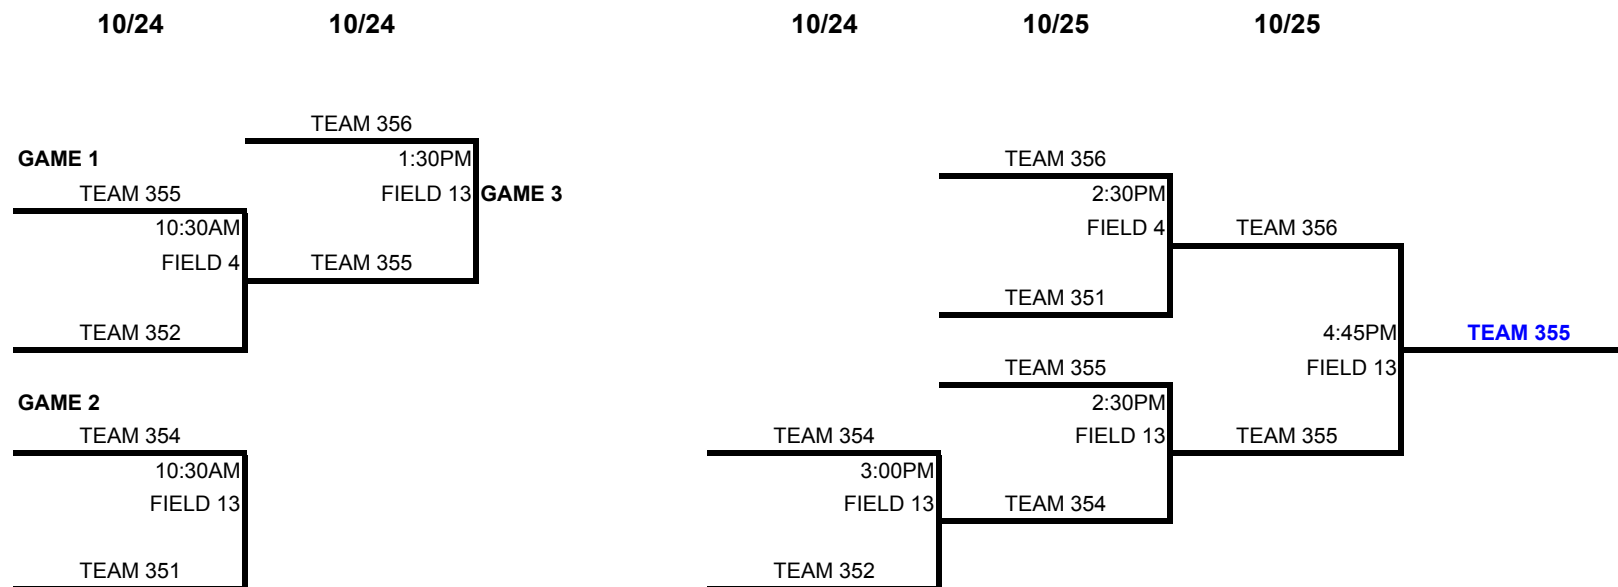 10/24 10/24 10/24 10/25 10/25
TEAM 356
GAME 1 1:30PM TEAM 356
TEAM 355 FIELD 13 GAME 3 2:30PM
10:30AM FIELD 4 TEAM 356
FIELD 4 TEAM 355
TEAM 351
TEAM 352 4:45PM TEAM 355
TEAM 355 FIELD 13
GAME 2 2:30PM
TEAM 354 TEAM 354 FIELD 13 TEAM 355
10:30AM 3:00PM
FIELD 13 FIELD 13 TEAM 354
TEAM 351 TEAM 352